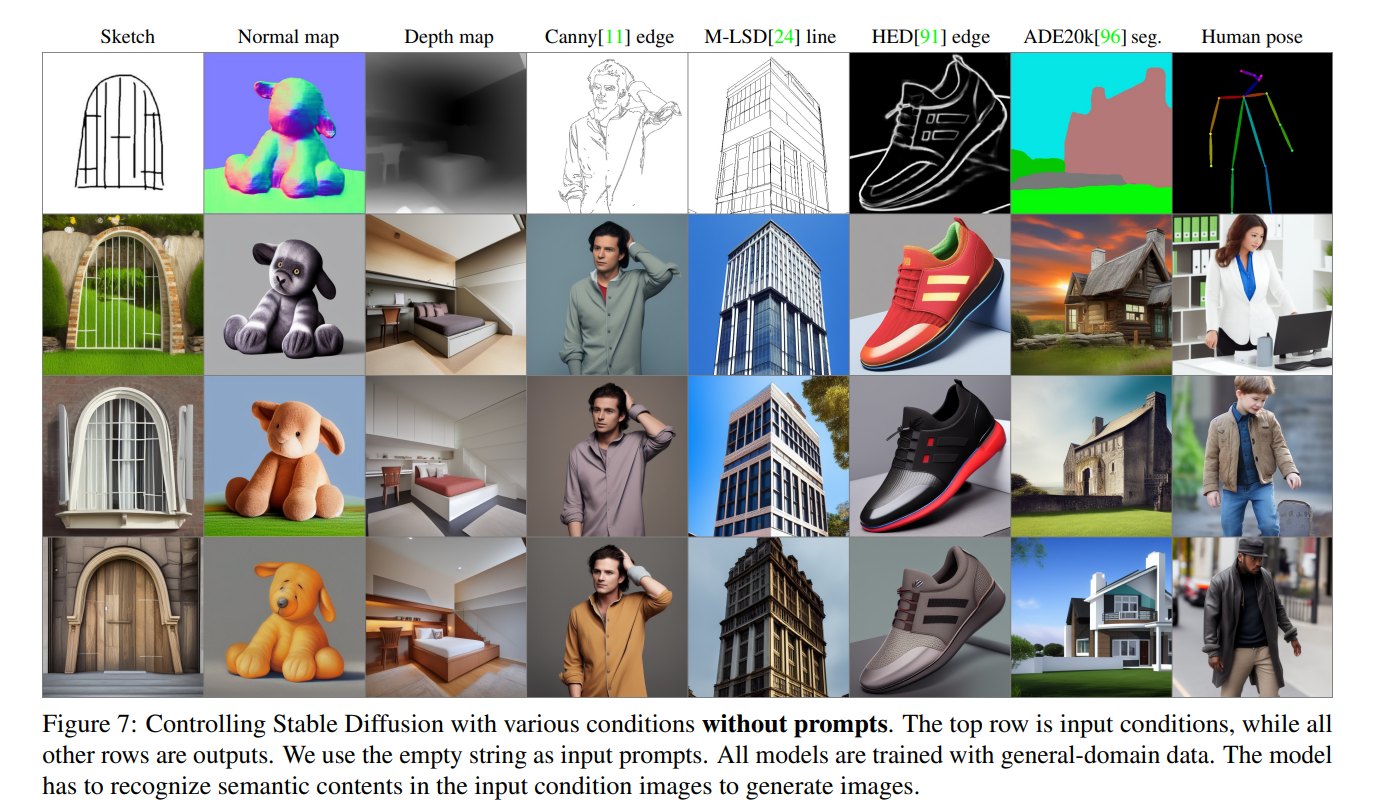 Sketch Normal map Depth map Canny[11] edge M-LSD[24] line HED[91] edge ADE20k[96] seg. Human pose
Figure 7: Controlling Stable Diffusion with various conditions without prompts. The top row is input conditions, while all
other rows are outputs. We use the empty string as input prompts. All models are trained with general-domain data. The model
has to recognize semantic contents in the input condition images to generate images.